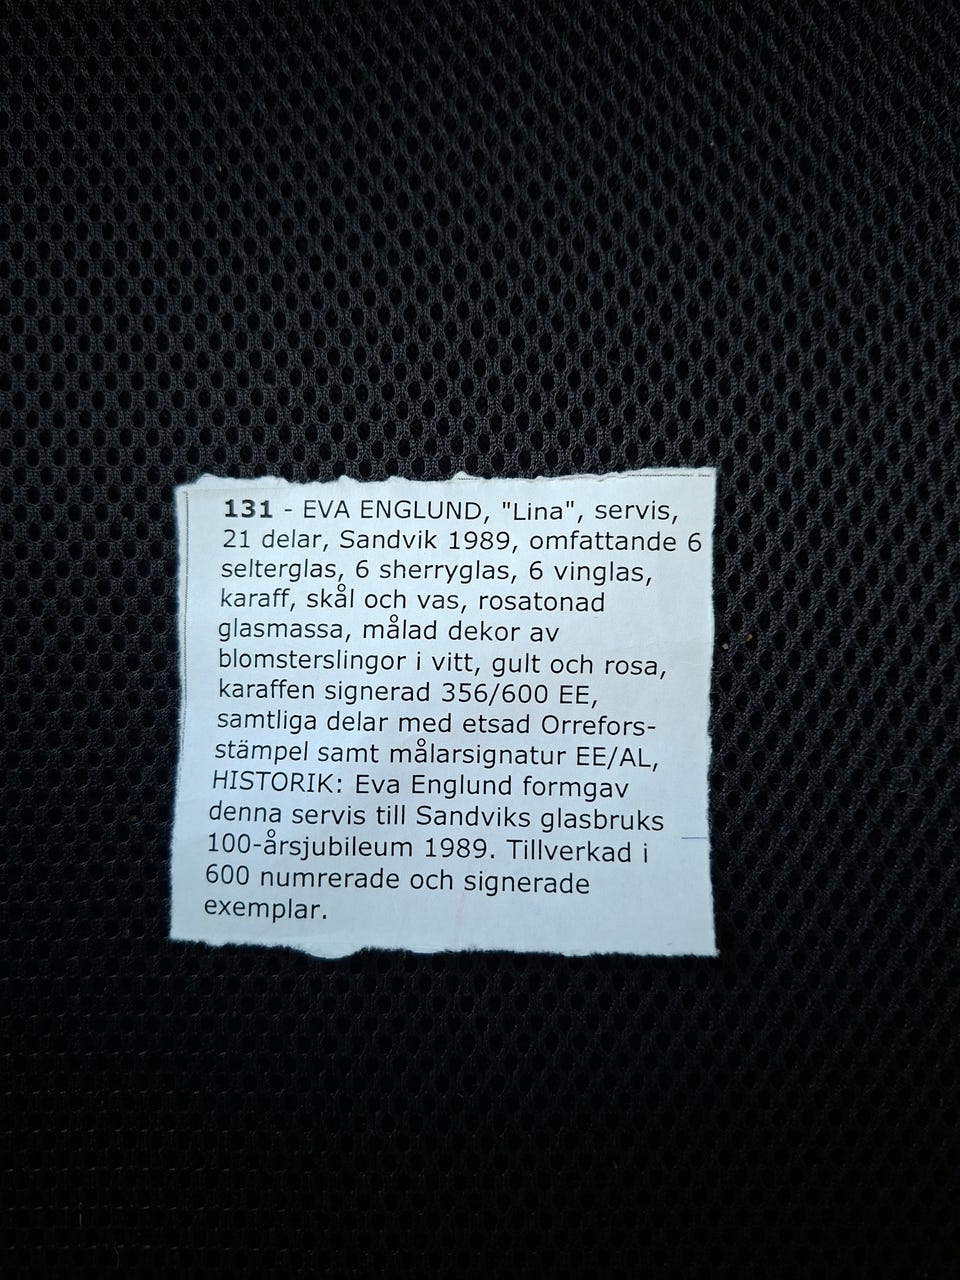 131 - EVA ENGLUND, "Lina", servis,
21 delar, Sandvik 1989, omfattande 6
selterglas, 6 sherryglas, 6 vinglas,
karaff, skål och vas, rosatonad
glasmassa, målad dekor av
blomsterslingor i vitt, gult och rosa,
karaffen signerad 356/600 EE,
samtliga delar med etsad Orrefors-
stämpel samt målarsignatur EE/AL,
HISTORIK: Eva Englund formgav
denna servis till Sandviks glasbruks
100-årsjubileum 1989. Tillverkad i
600 numrerade och signerade
exemplar.